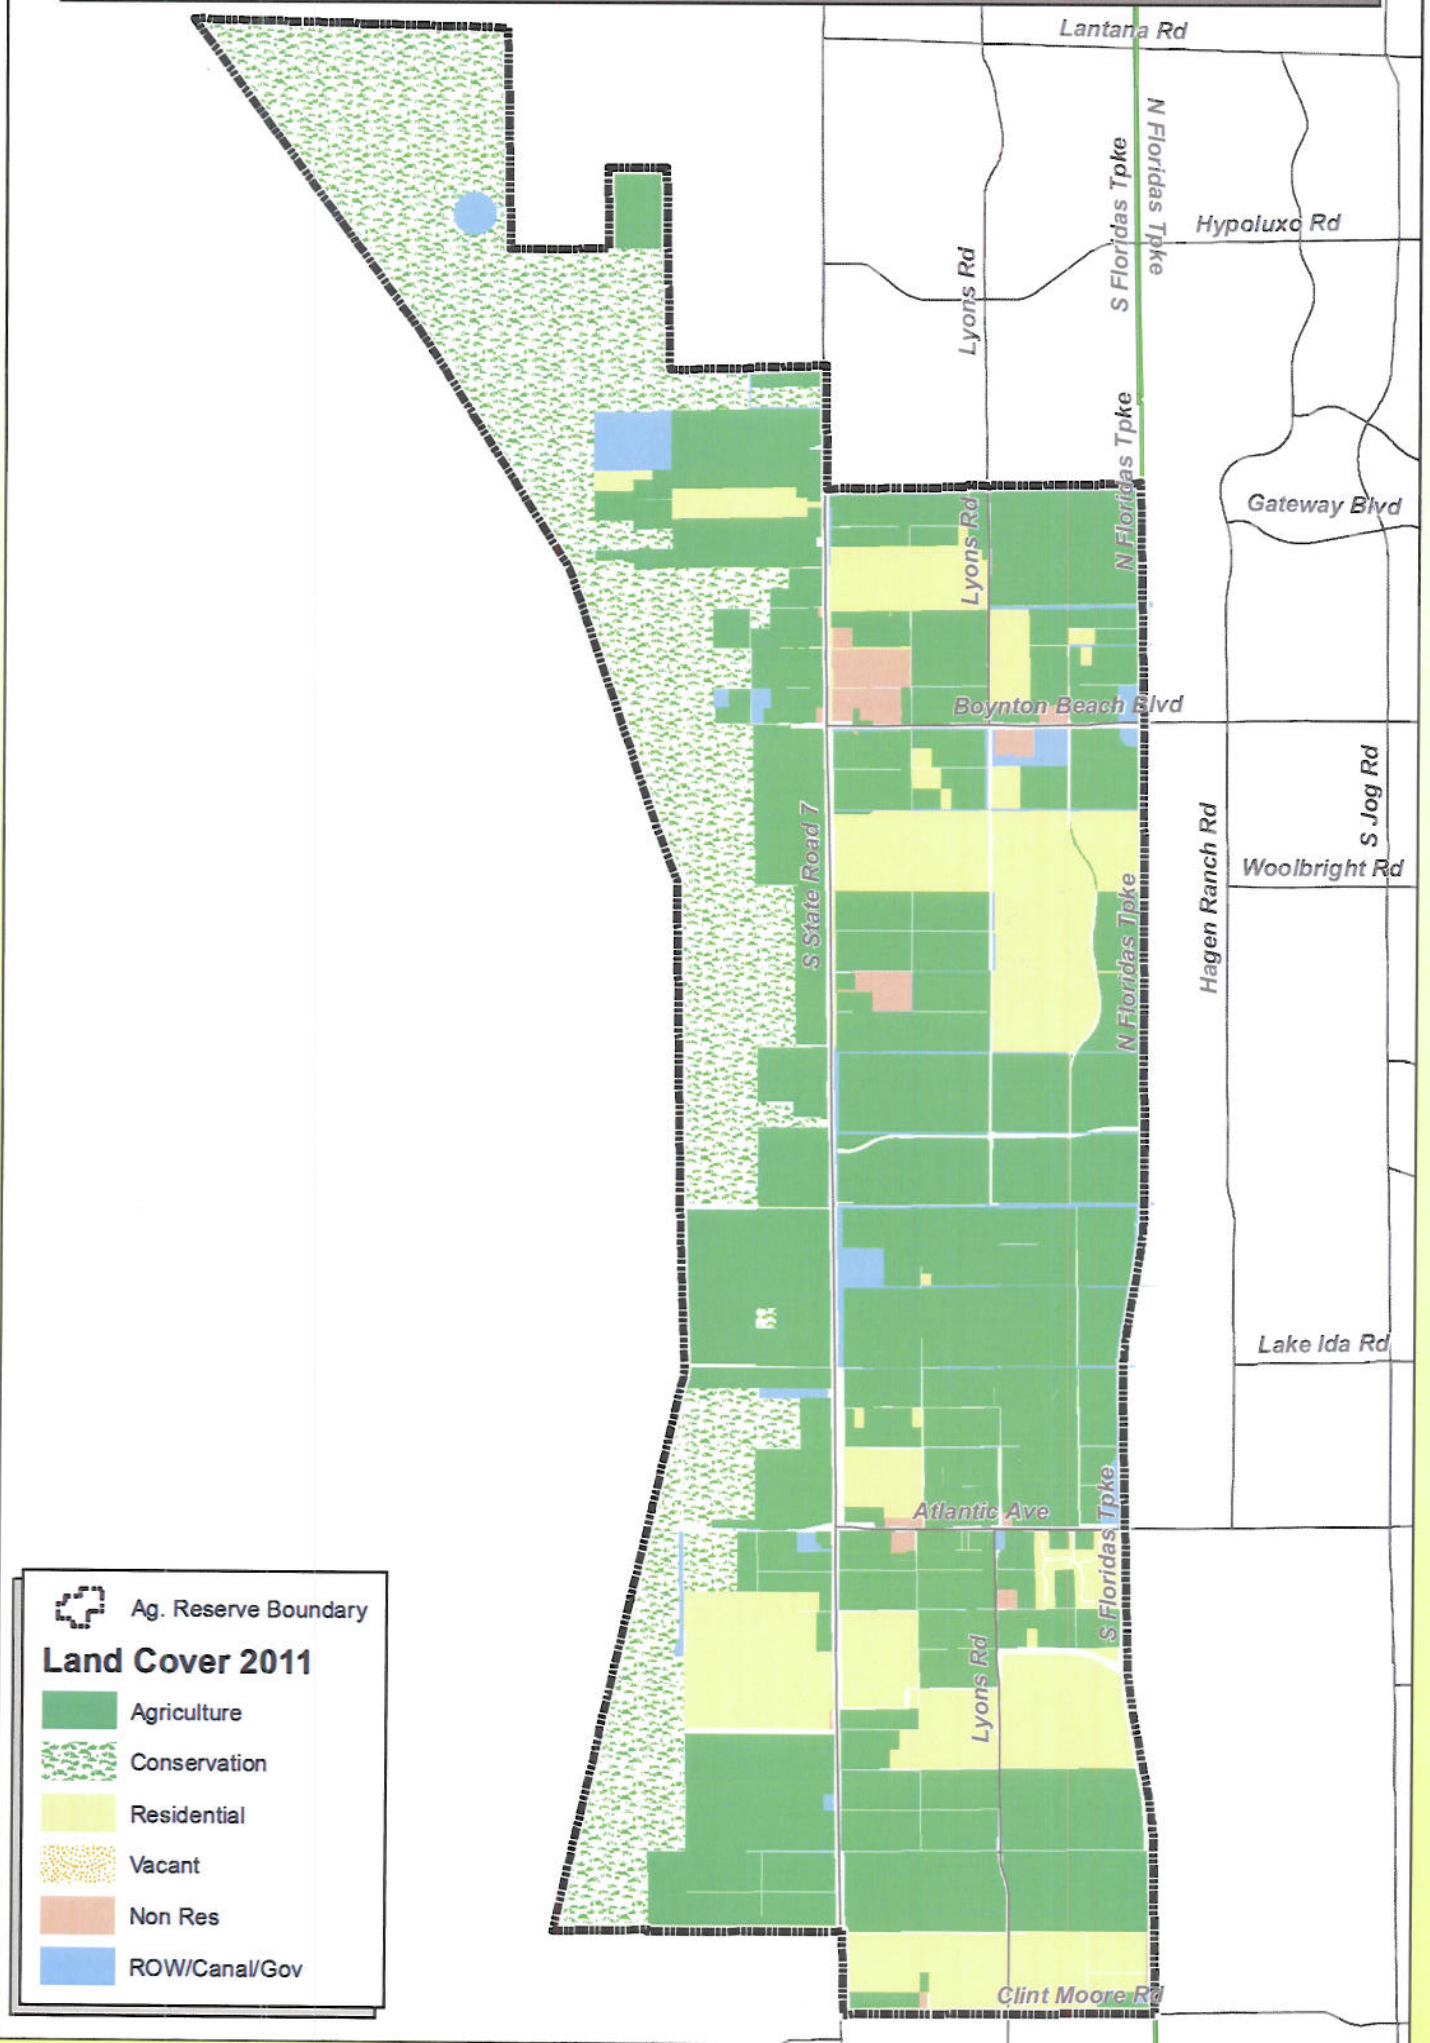 Lantana Rd
N Floridas Tpke
S Floridas Tpke
Hypoluxo Rd
Lyons Rd
N Floridas Tpke
Gateway Blvd
Lyons Rd
Boynton Beach Blvd
S Jog Rd
S State Road 7
Hagen Ranch Rd
Woolbright Rd
N Floridas Tpke
Lake Ida Rd
Atlantic Ave
S Floridas Tpke
Lyons Rd
Clint Moore Rd
Ag. Reserve Boundary
Land Cover 2011
Agriculture
Conservation
Residential
Vacant
Non Res
ROW/Canal/Gov